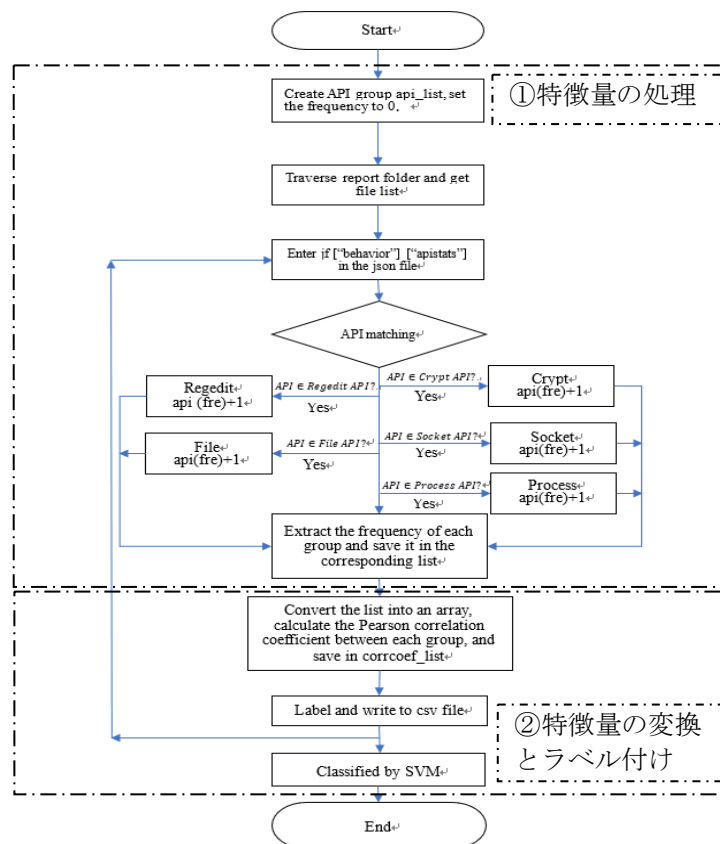 Start↵
Create API group api_list, set
the frequency to 0. ↵
①特徴量の処理
Traverse report folder and get
file list↵
Enter if [“behavior”] [“apistats”]
in the json file↵
API matching↵
Regedit↵
api (fre)+1↵
API ∈ Regedit API?↵
Yes↵
API ∈ Crypt API?↵
Yes↵
Crypt↵
api(fre)+1↵
File↵
api(fre)+1↵
API ∈ File API?↵
Yes↵
API ∈ Socket API?↵
Yes↵
Socket↵
api(fre)+1↵
API ∈ Process API?↵
Yes↵
Process↵
api(fre)+1↵
Extract the frequency of each
group and save it in the
corresponding list↵
Convert the list into an array,
calculate the Pearson correlation
coefficient between each group, and
save in corrcoef_list↵
Label and write to csv file↵
②特徴量の変換
とラベル付け
Classified by SVM↵
End↵